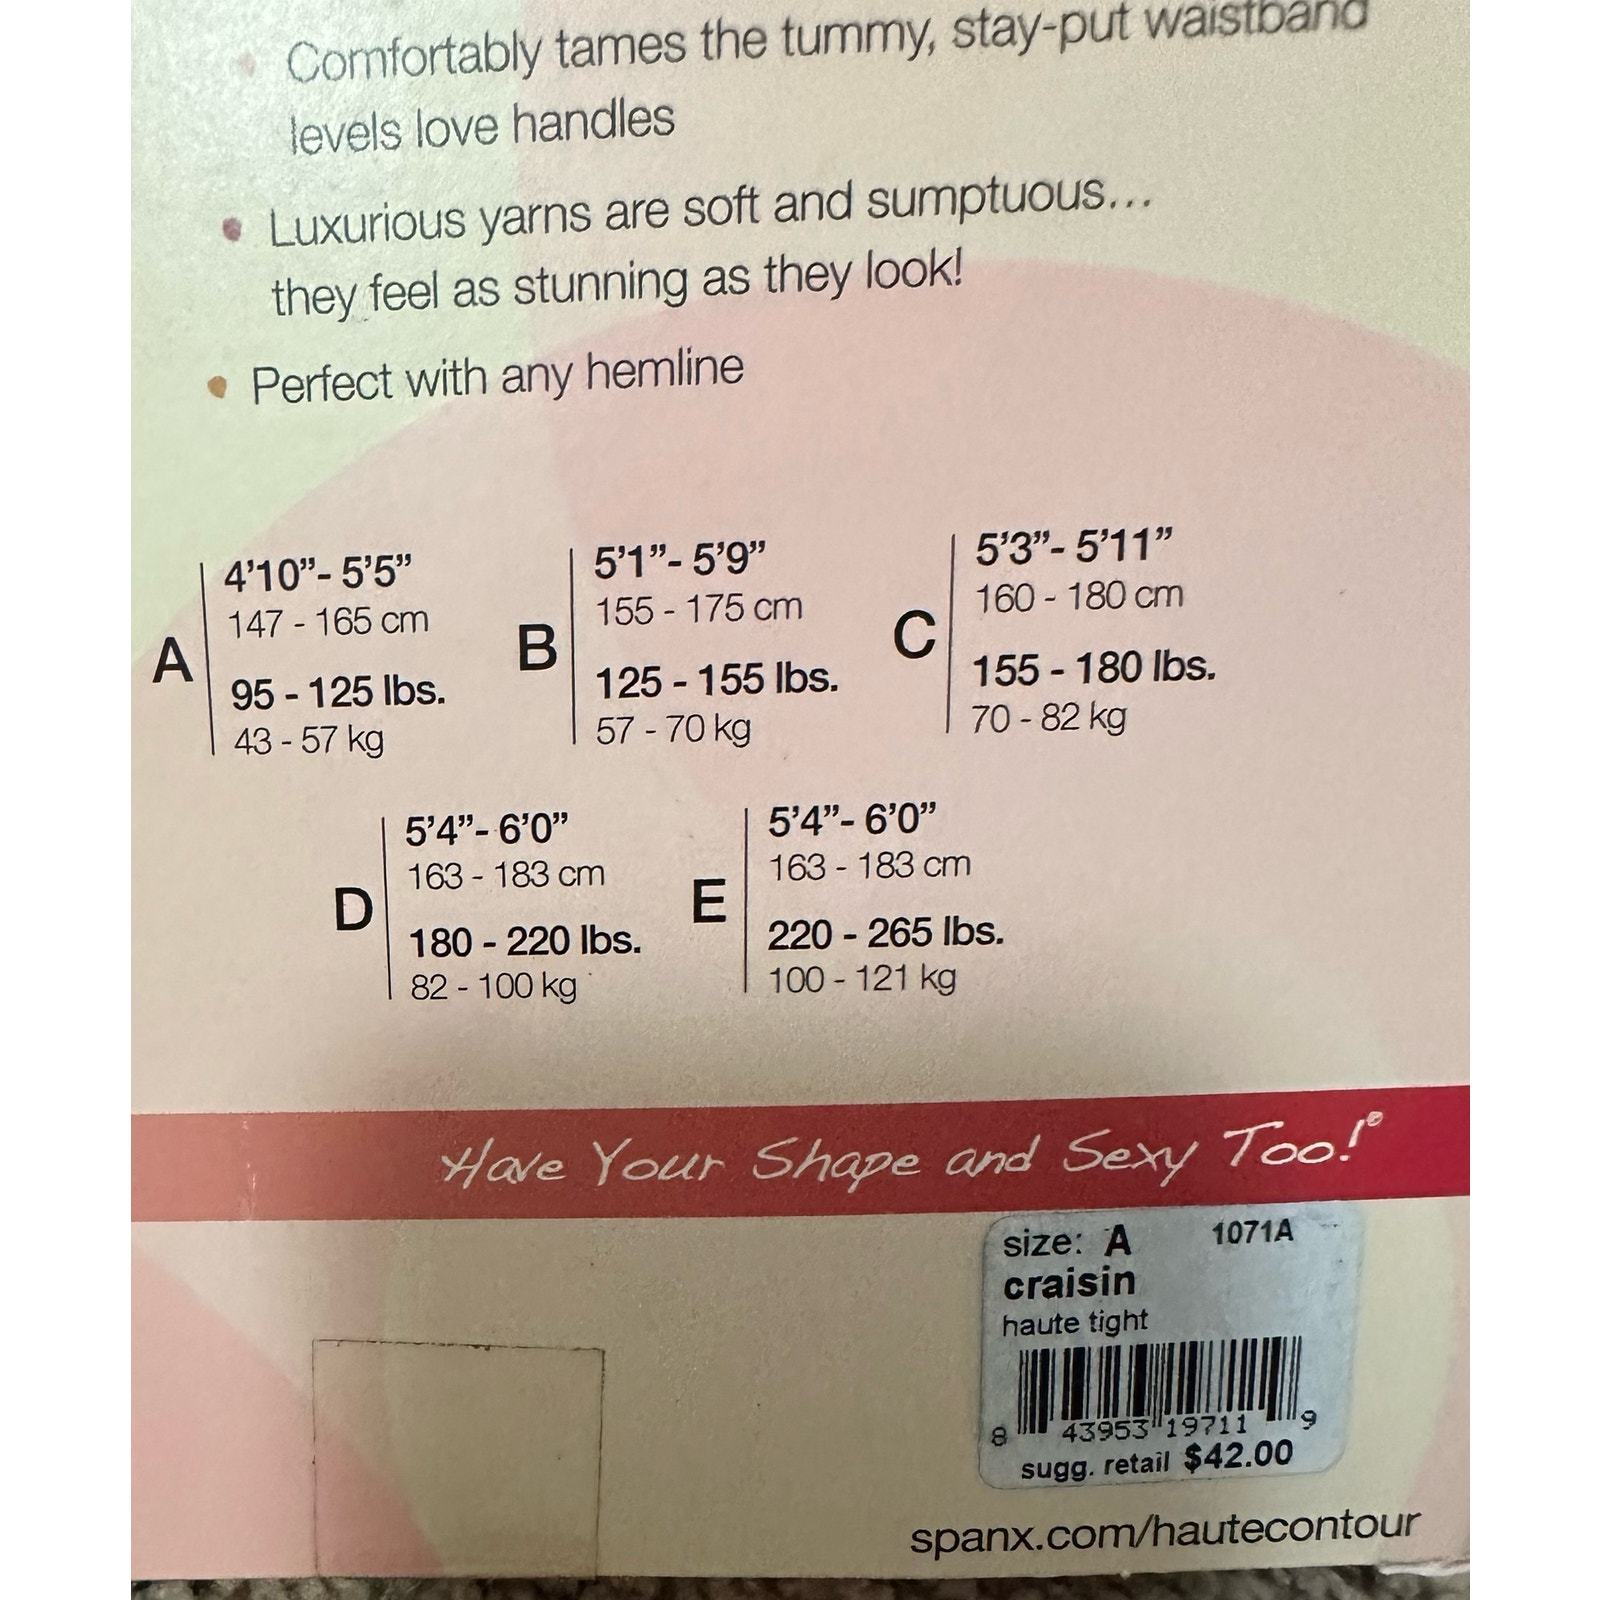 • Comfortably tames the tummy, stay-put waistband
levels love handles
• Luxurious yarns are soft and sumptuous...
they feel as stunning as they look!
• Perfect with any hemline
A
4'10”- 5'5”
147 - 165 cm
95 - 125 lbs.
43 - 57 kg
B
5'1”- 5'9”
155 - 175 cm
125 - 155 lbs.
57 - 70 kg
C
5'3”- 5'11”
160 - 180 cm
155 - 180 lbs.
70 - 82 kg
D
5'4”- 6'0”
163 - 183 cm
180 - 220 lbs.
82 - 100 kg
E
5'4”- 6'0”
163 - 183 cm
220 - 265 lbs.
100 - 121 kg
Have Your Shape and Sexy Too!®
size: A 1071A
craisin
haute tight
8 43953 19711 9
sugg. retail $42.00
spanx.com/hautecontour